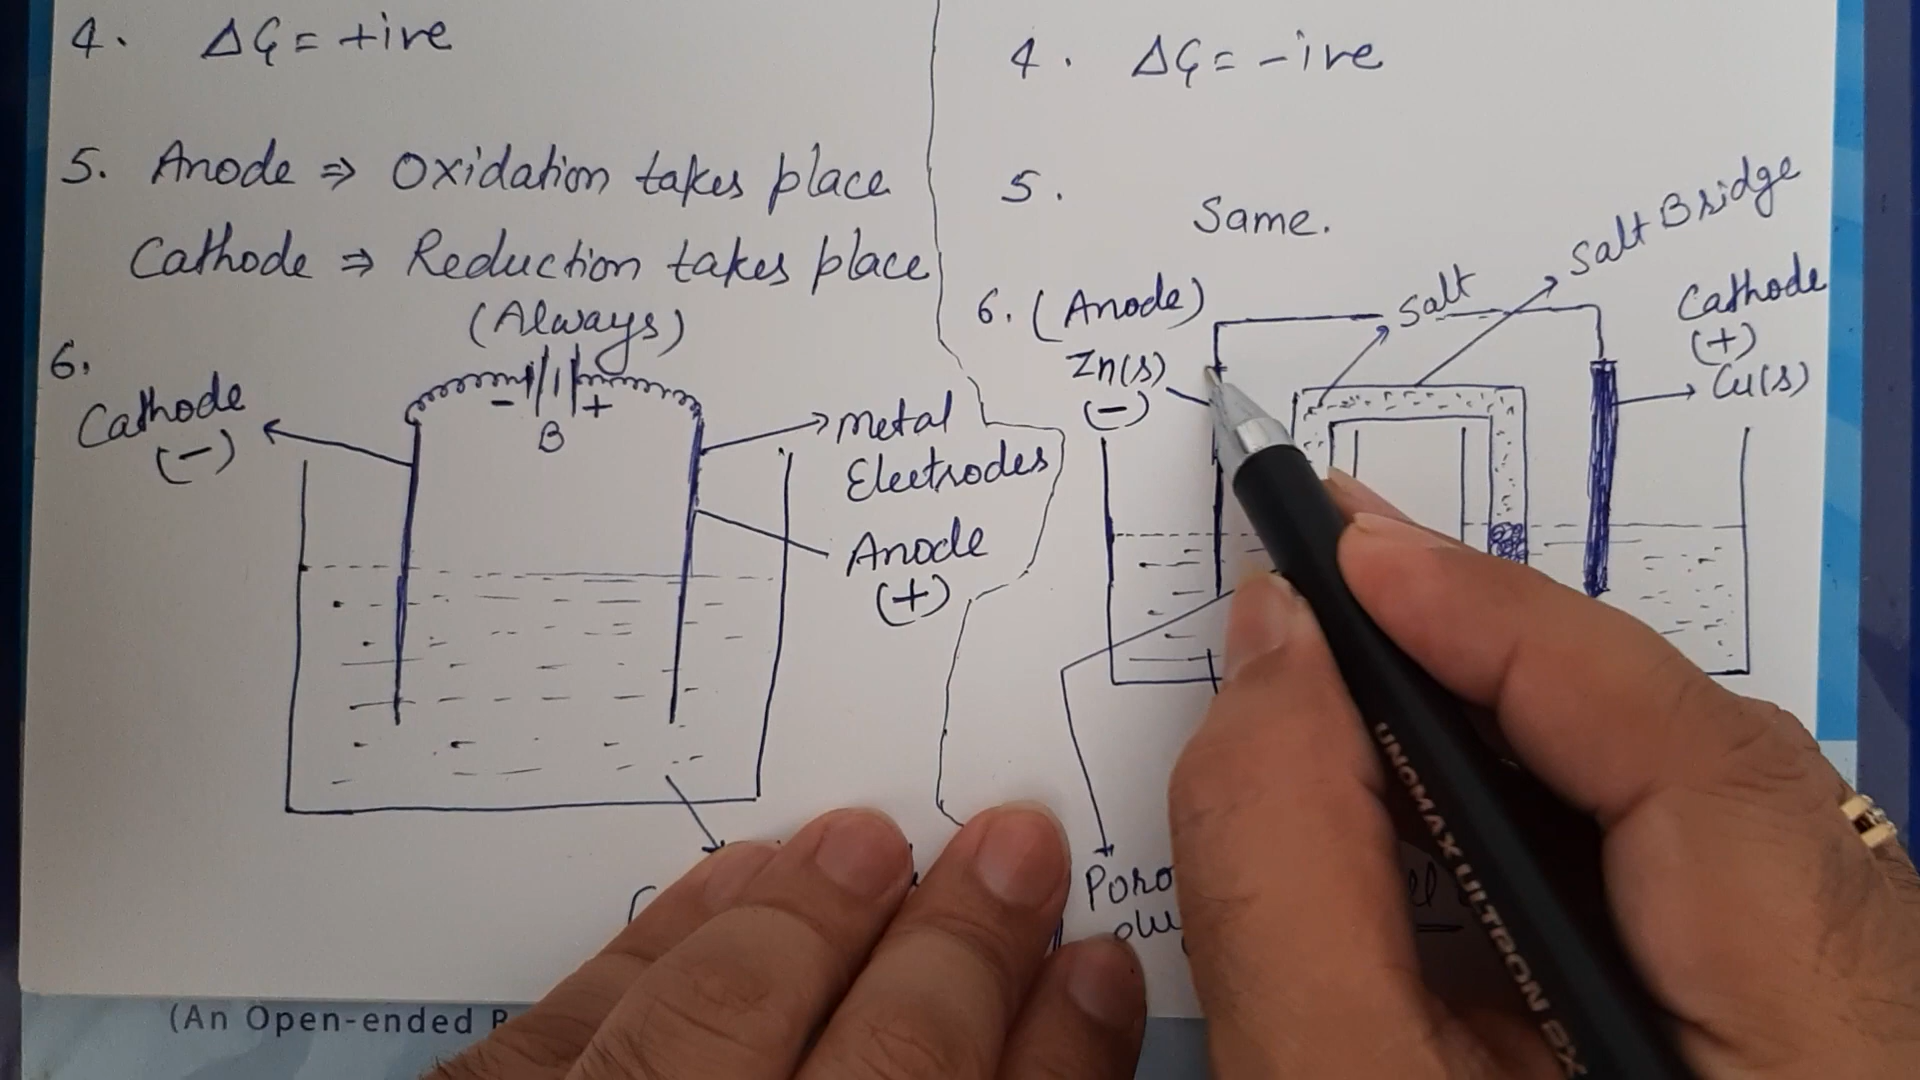 4. ΔG = +ive
5. Anode ⇒ Oxidation takes place
Cathode ⇒ Reduction takes place
(Always)
6.
Cathode
(-)
- +
B
Metal
Electrodes
Anode
(+)
4. ΔG = -ive
5.
Same.
Salt Bridge
6. (Anode)
Salt
Cathode
(+)
Zn(s)
(-)
Cu(s)
UNOMAX ULTRON 2X
(An Open-ended